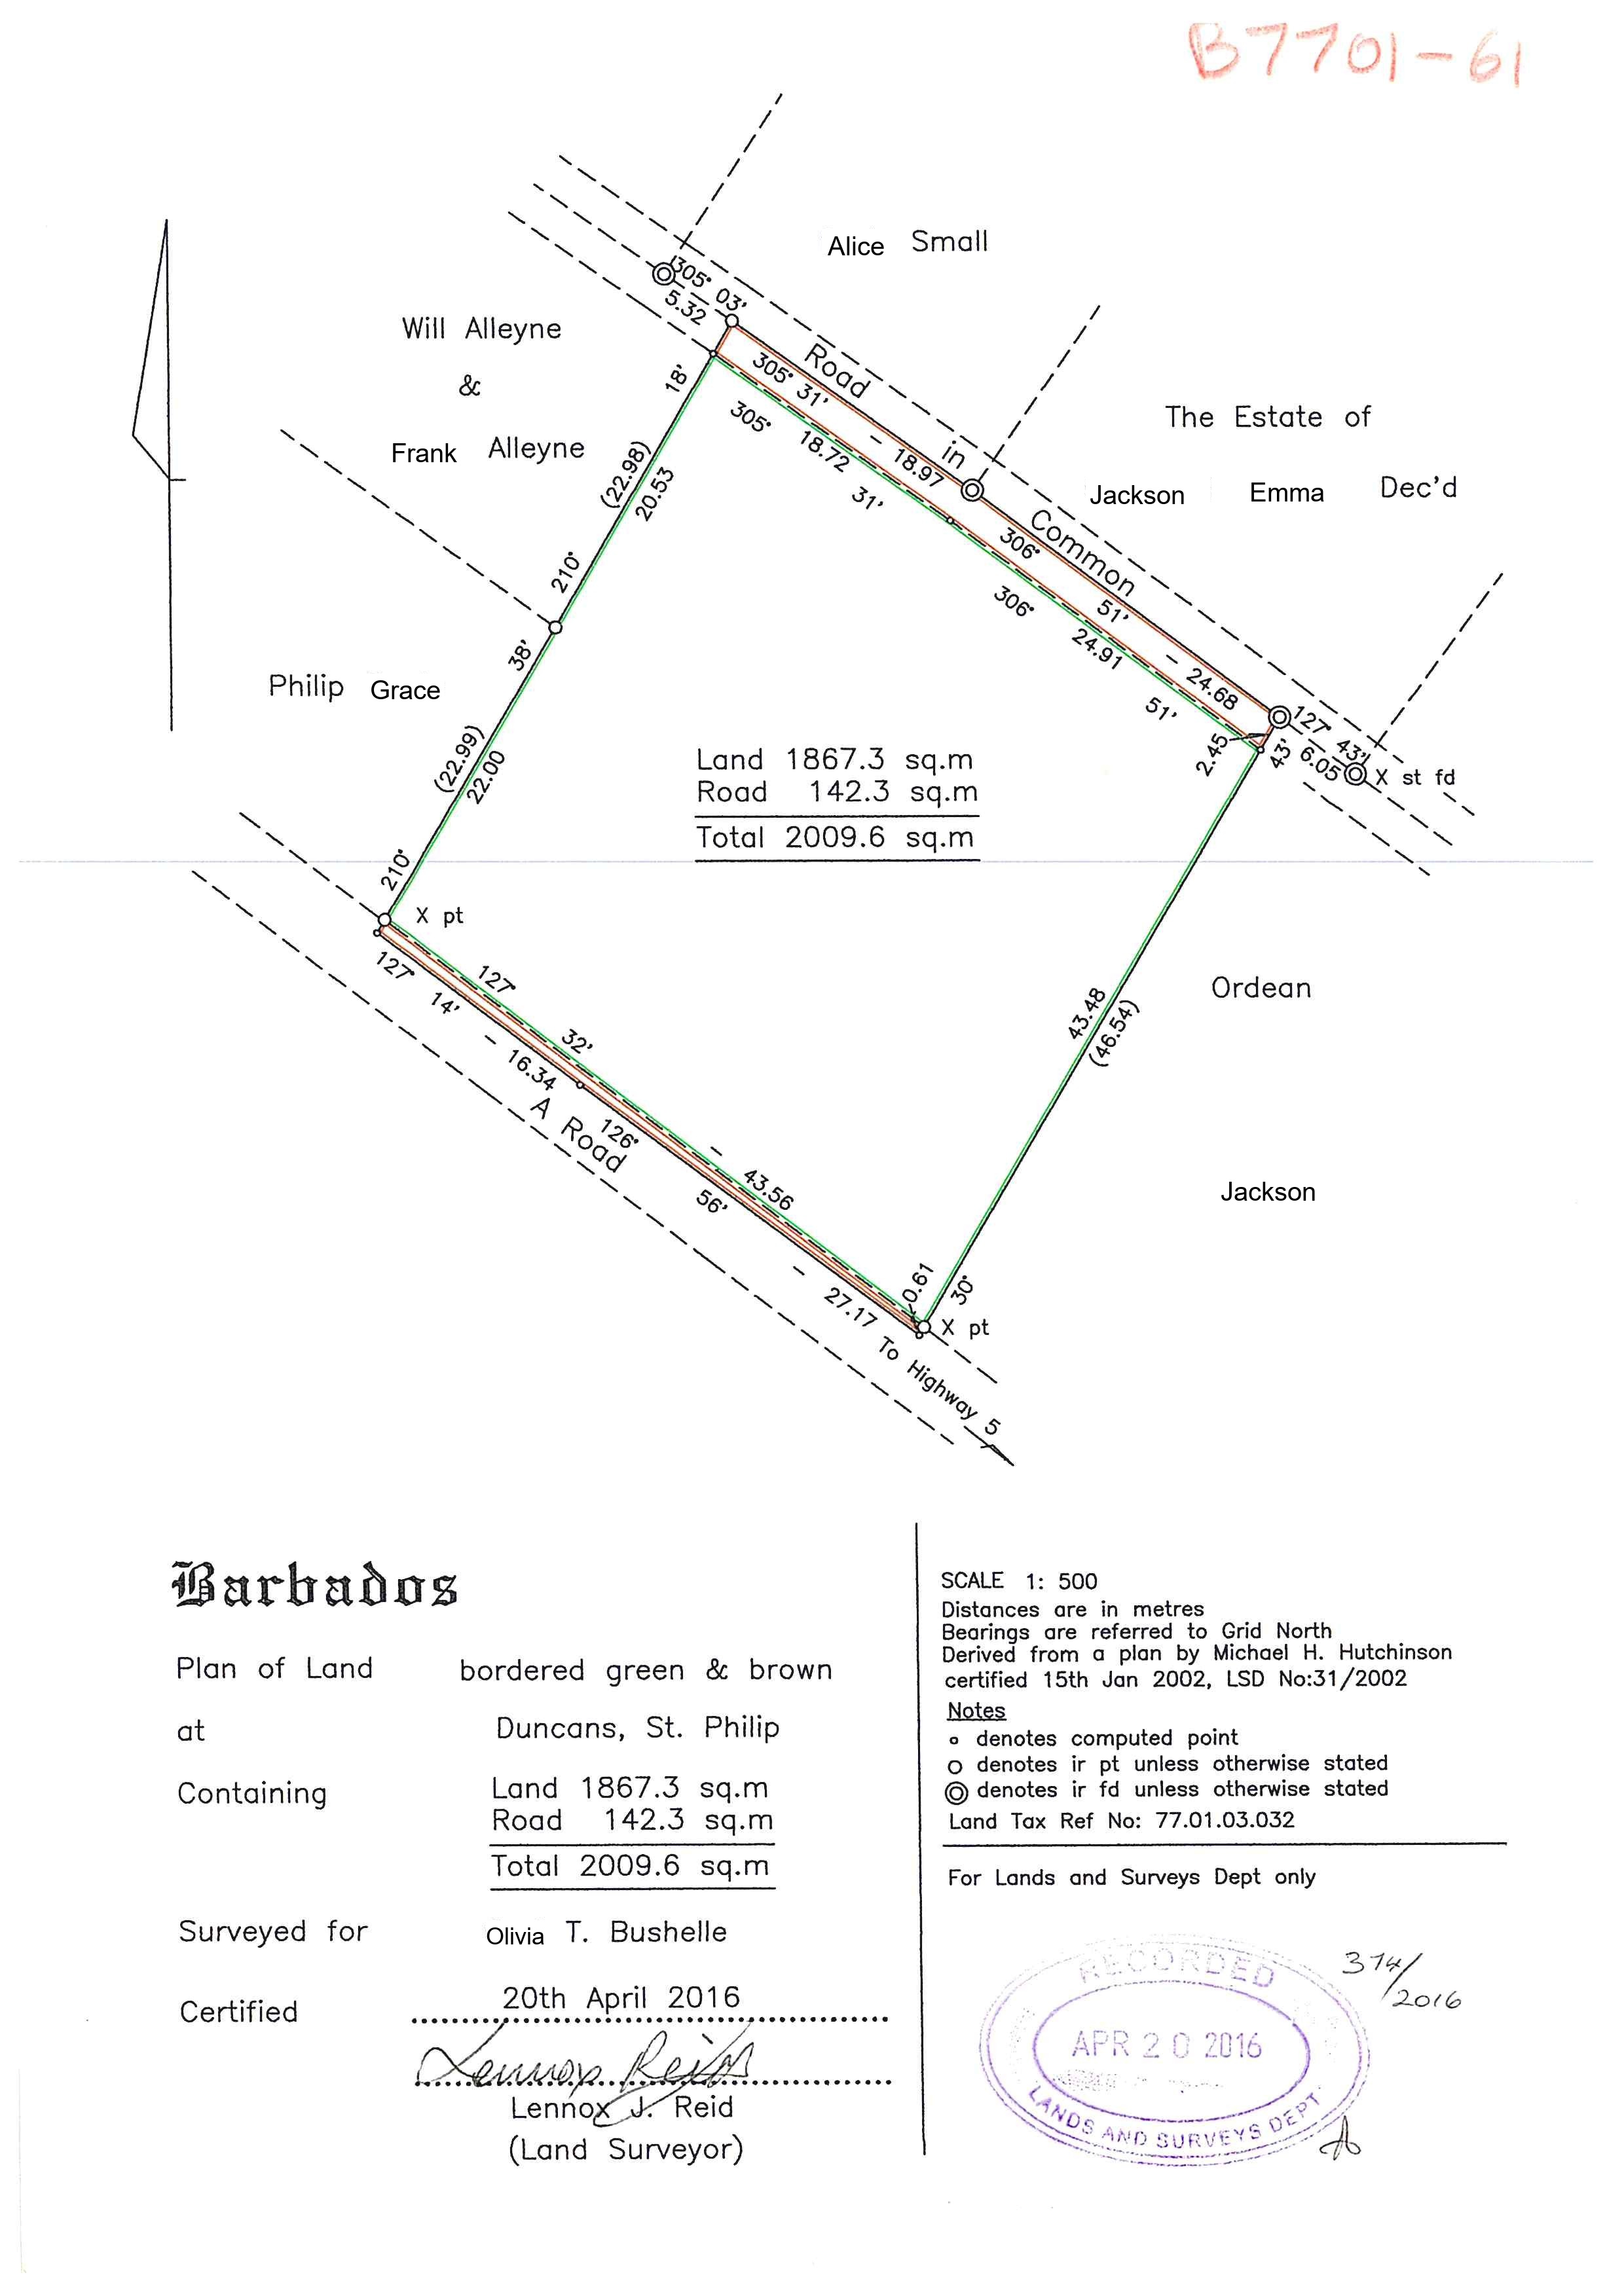 B7701-61
Alice Small
305° 03'
5.32
Will Alleyne
&
Frank Alleyne
Road in Common
The Estate of
Jackson Emma Dec'd
305° 31' - 18.97
305° 18.72 31'
306° 51' - 24.68
306° 24.91 51'
210° 18'
(22.98)
20.53
Philip Grace
210° 38'
(22.99)
22.00
127° 43'
6.05
X st fd
2.45
43'
Land 1867.3 sq.m
Road 142.3 sq.m
Total 2009.6 sq.m
X pt
127° 32' - 43.56
127° 14' - 16.34
A Road
126° 56' - 27.17
Ordean
Jackson
43.48
(46.54)
0.61
30°
X pt
To Highway 5
Barbados
Plan of Land bordered green & brown
at Duncans, St. Philip
Containing Land 1867.3 sq.m
Road 142.3 sq.m
Total 2009.6 sq.m
Surveyed for Olivia T. Bushelle
Certified 20th April 2016
Lennox Reid
Lennox J. Reid
(Land Surveyor)
SCALE 1: 500
Distances are in metres
Bearings are referred to Grid North
Derived from a plan by Michael H. Hutchinson
certified 15th Jan 2002, LSD No:31/2002
Notes
denotes computed point
denotes ir pt unless otherwise stated
denotes ir fd unless otherwise stated
Land Tax Ref No: 77.01.03.032
For Lands and Surveys Dept only
RECORDED
APR 20 2016
LANDS AND SURVEYS DEPT
374/2016